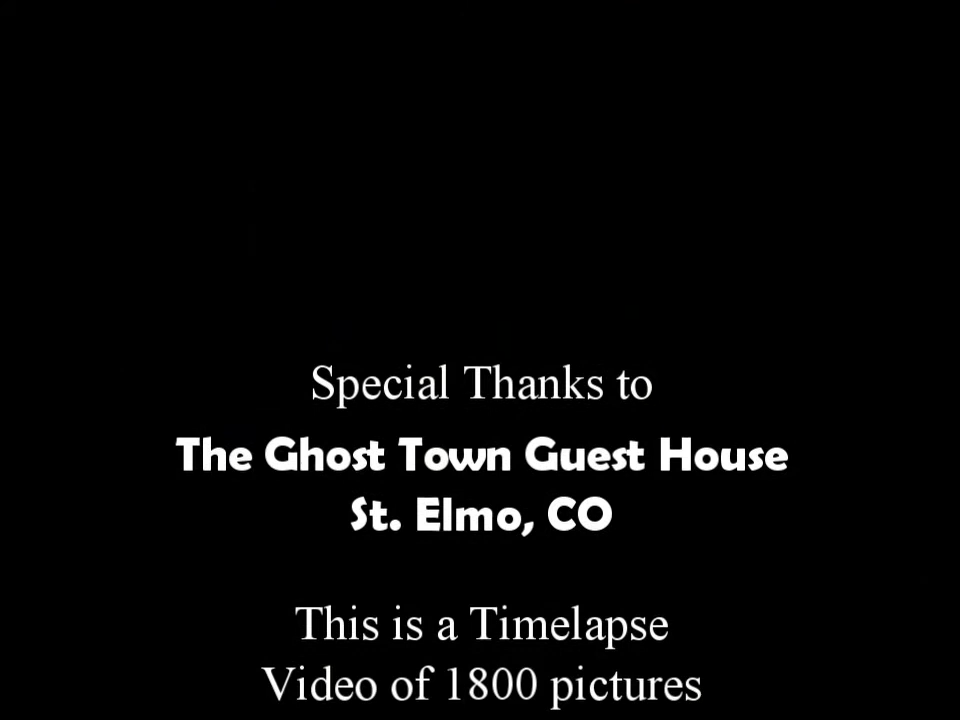 Special Thanks to
The Ghost Town Guest House
St. Elmo, CO
This is a Timelapse
Video of 1800 pictures